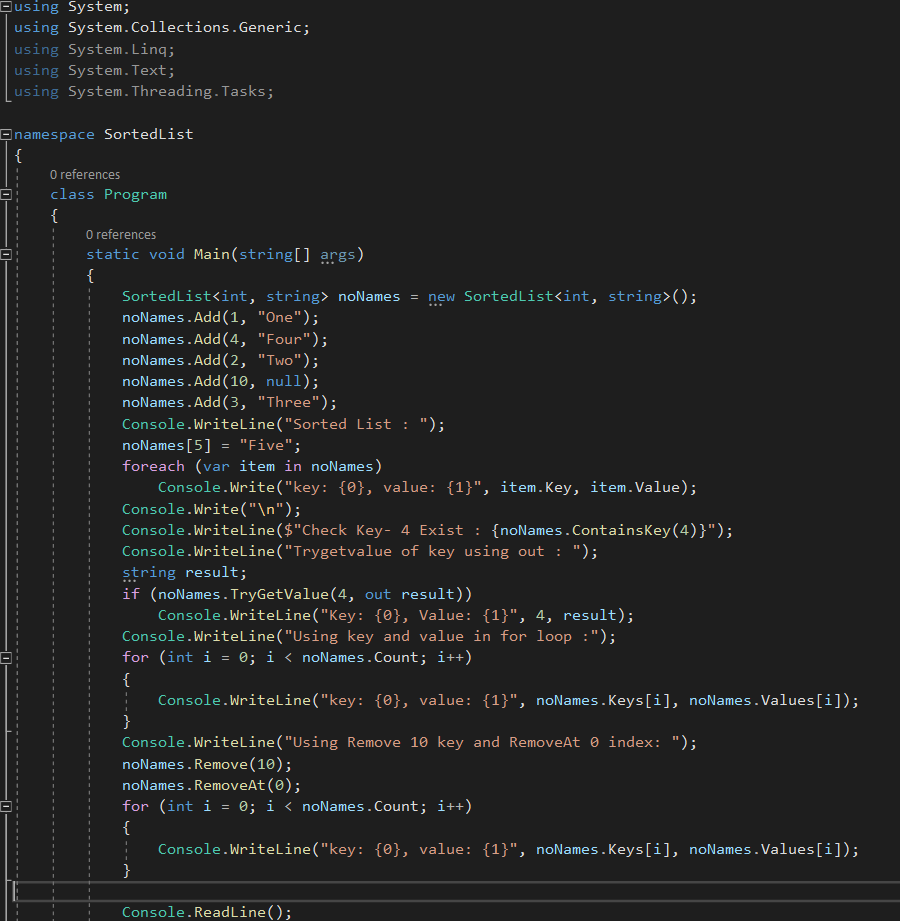 using System;
using System.Collections.Generic;
using System.Linq;
using System.Text;
using System.Threading.Tasks;
namespace SortedList
{
0 references
class Program
{
0 references
static void Main(string[] args)
{
SortedList<int, string> noNames = new SortedList<int, string>();
noNames.Add(1, "One");
noNames.Add(4, "Four");
noNames.Add(2, "Two");
noNames.Add(10, null);
noNames.Add(3, "Three");
Console.WriteLine("Sorted List : ");
noNames[5] = "Five";
foreach (var item in noNames)
Console.Write("key: {0}, value: {1}", item.Key, item.Value);
Console.Write("\n");
Console.WriteLine($"Check Key- 4 Exist : {noNames.ContainsKey(4)}");
Console.WriteLine("Trygetvalue of key using out : ");
string result;
if (noNames.TryGetValue(4, out result))
Console.WriteLine("Key: {0}, Value: {1}", 4, result);
Console.WriteLine("Using key and value in for loop :");
for (int i = 0; i < noNames.Count; i++)
{
Console.WriteLine("key: {0}, value: {1}", noNames.Keys[i], noNames.Values[i]);
}
Console.WriteLine("Using Remove 10 key and RemoveAt 0 index: ");
noNames.Remove(10);
noNames.RemoveAt(0);
for (int i = 0; i < noNames.Count; i++)
{
Console.WriteLine("key: {0}, value: {1}", noNames.Keys[i], noNames.Values[i]);
}
Console.ReadLine();